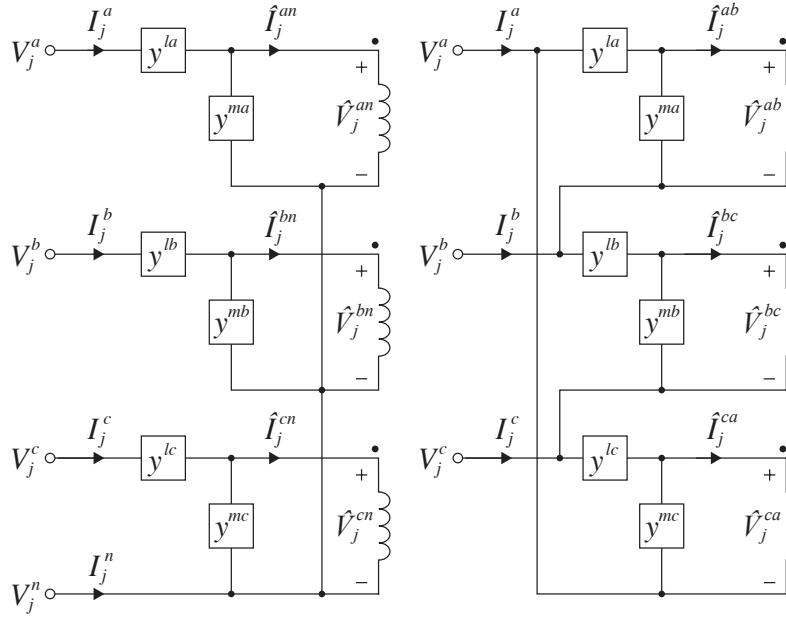 I_j^a Î_j^{an} I_j^a Î_j^{ab}
V_j^a y^{la} + V_j^a y^{la} +
y^{ma} V̂_j^{an} y^{ma} V̂_j^{ab}
− −
I_j^b Î_j^{bn} I_j^b Î_j^{bc}
V_j^b y^{lb} + V_j^b y^{lb} +
y^{mb} V̂_j^{bn} y^{mb} V̂_j^{bc}
− −
I_j^c Î_j^{cn} I_j^c Î_j^{ca}
V_j^c y^{lc} + V_j^c y^{lc} +
y^{mc} V̂_j^{cn} y^{mc} V̂_j^{ca}
I_j^n − −
V_j^n